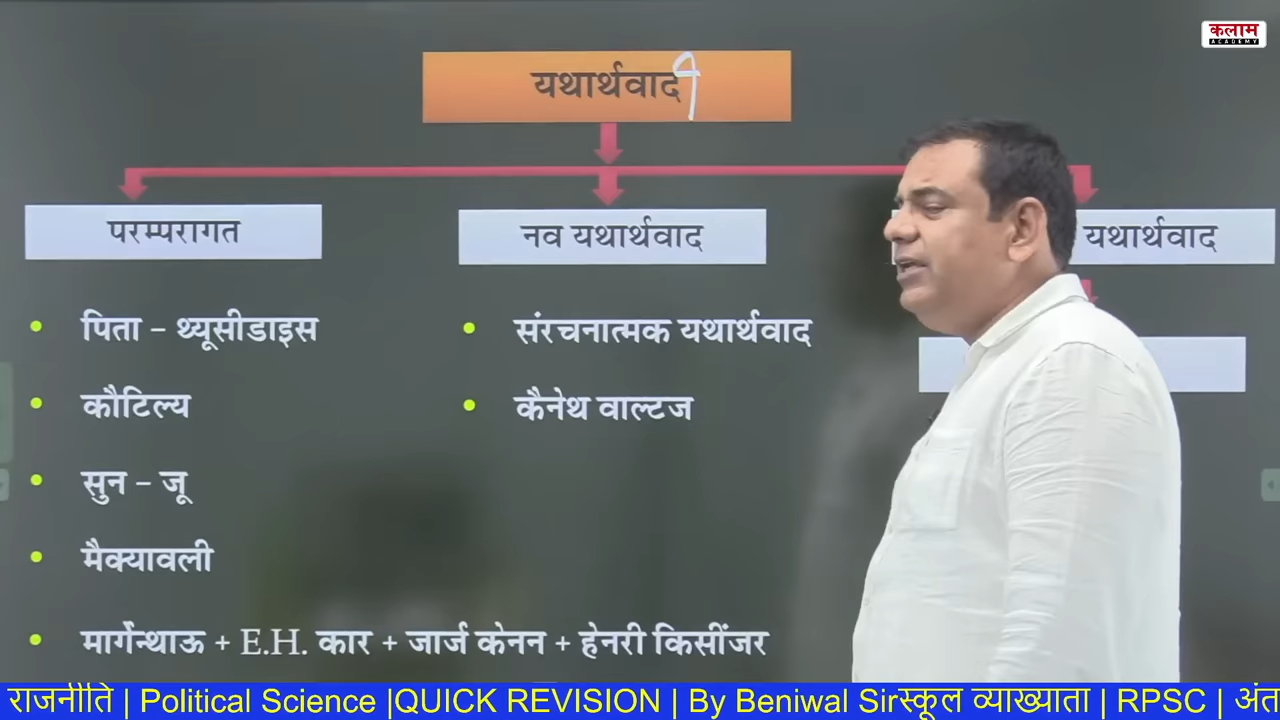 कलाम
ACADEMY
यथार्थवाद
परम्परागत
नव यथार्थवाद
यथार्थवाद
पिता – थ्यूसीडाइस
संरचनात्मक यथार्थवाद
कौटिल्य
कैनेथ वाल्टज
सुन – जू
मैक्यावली
मार्गेन्थाऊ + E.H. कार + जार्ज केनन + हेनरी किसींजर
राजनीति | Political Science |QUICK REVISION | By Beniwal Sirस्कूल व्याख्याता | RPSC | अंत